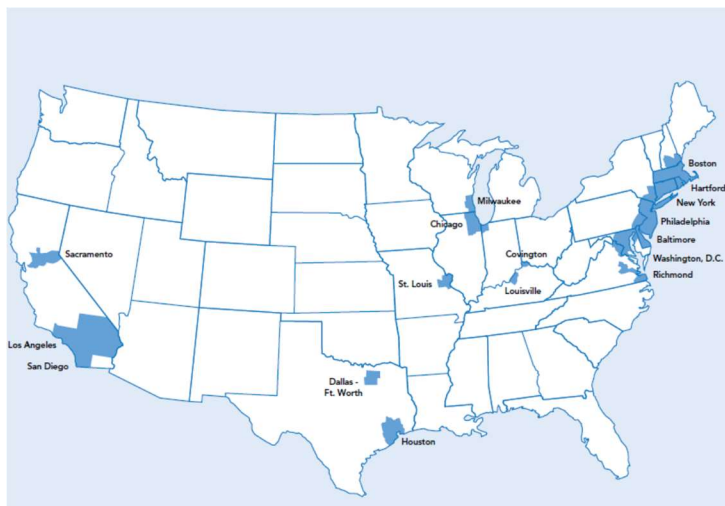 Boston
Hartford
Milwaukee
New York
Chicago
Philadelphia
Baltimore
Sacramento
Covington
Washington, D.C.
Richmond
St. Louis
Louisville
Los Angeles
San Diego
Dallas -
Ft. Worth
Houston